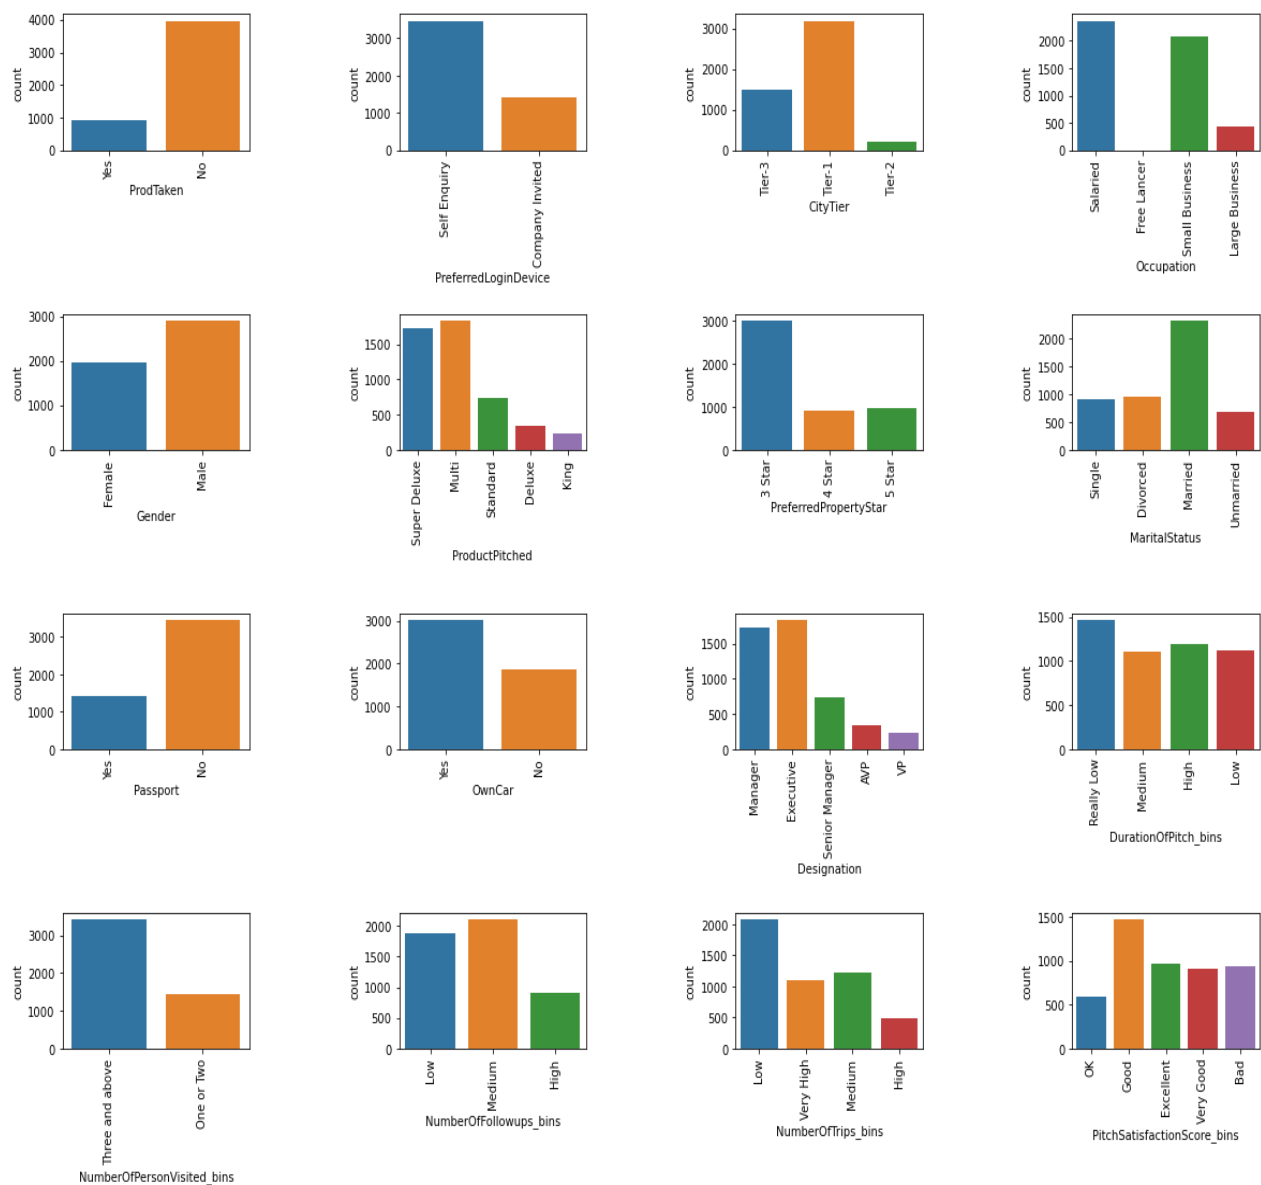 count
4000
3000
2000
1000
0
Yes
No
ProdTaken
count
3000
2000
1000
0
Self Enquiry
Company Invited
PreferredLoginDevice
count
3000
2000
1000
0
Tier-3
Tier-1
Tier-2
CityTier
count
2000
1500
1000
500
0
Salaried
Free Lancer
Small Business
Large Business
Occupation
count
3000
2000
1000
0
Female
Male
Gender
count
1500
1000
500
0
Super Deluxe
Multi
Standard
Deluxe
King
ProductPitched
count
3000
2000
1000
0
3 Star
4 Star
5 Star
PreferredPropertyStar
count
2000
1500
1000
500
0
Single
Divorced
Married
Unmarried
MaritalStatus
count
3000
2000
1000
0
Yes
No
Passport
count
3000
2000
1000
0
Yes
No
OwnCar
count
1500
1000
500
0
Manager
Executive
Senior Manager
AVP
VP
Designation
count
1500
1000
500
0
Really Low
Medium
High
Low
DurationOfPitch_bins
count
3000
2000
1000
0
Three and above
One or Two
NumberOfPersonVisited_bins
count
2000
1500
1000
500
0
Low
Medium
High
NumberOfFollowups_bins
count
2000
1500
1000
500
0
Low
Very High
Medium
High
NumberOfTrips_bins
count
1500
1000
500
0
OK
Good
Excellent
Very Good
Bad
PitchSatisfactionScore_bins